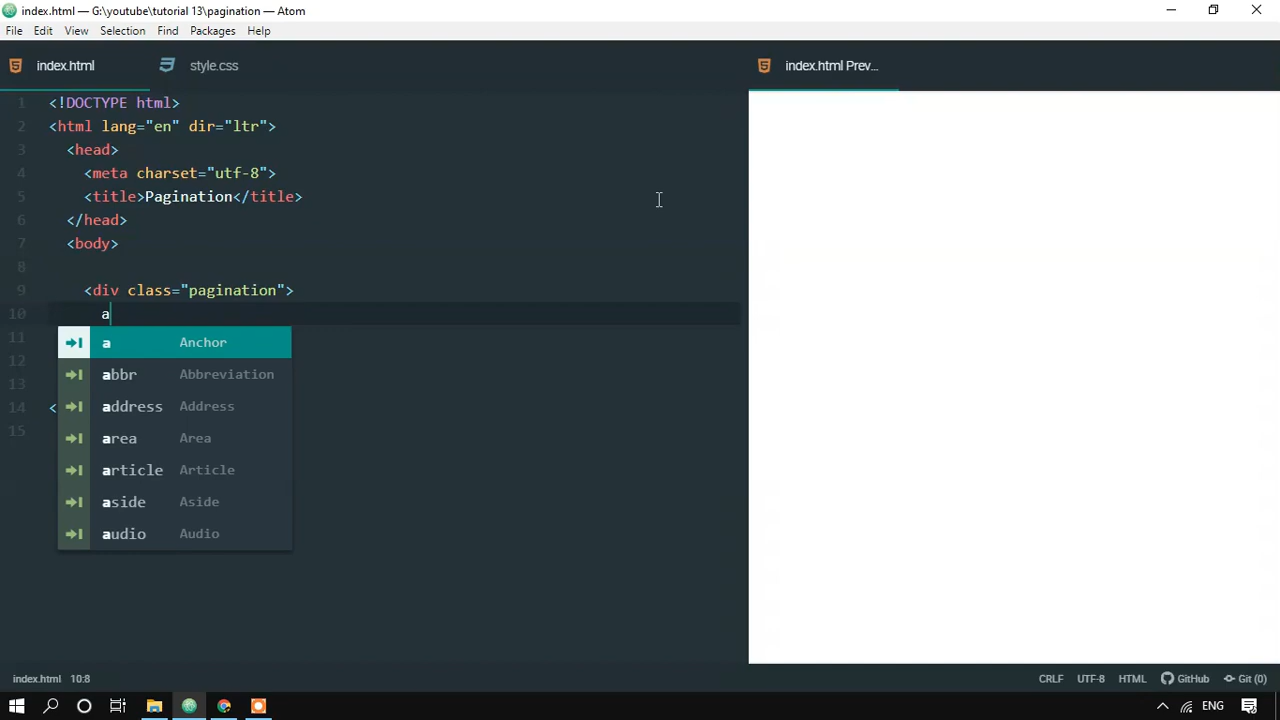 index.html — G:\youtube\tutorial 13\pagination — Atom
File Edit View Selection Find Packages Help
index.html style.css index.html Prev...
1 <!DOCTYPE html>
2 <html lang="en" dir="ltr">
3 <head>
4 <meta charset="utf-8">
5 <title>Pagination</title>
6 </head>
7 <body>
8
9 <div class="pagination">
10 a
11
12
13
14 <
15
a Anchor
abbr Abbreviation
address Address
area Area
article Article
aside Aside
audio Audio
index.html 10:8 CRLF UTF-8 HTML GitHub Git (0)
ENG